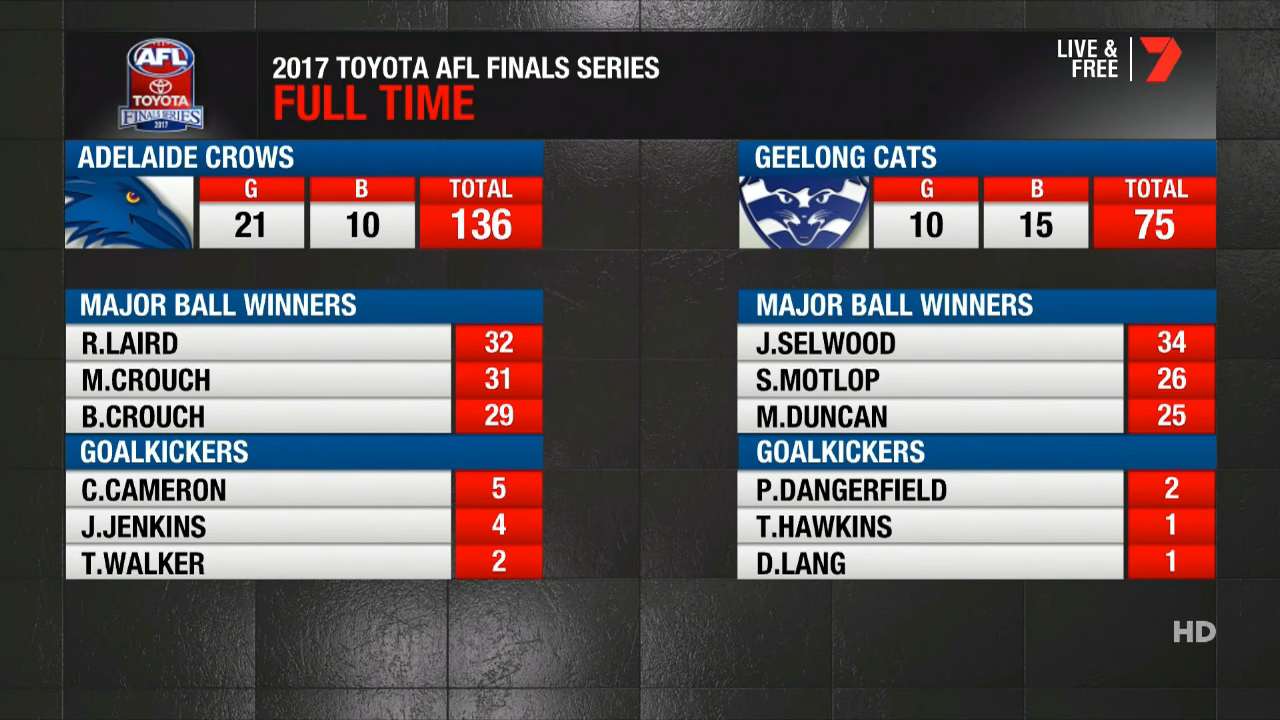 AFL
TOYOTA
FINALS SERIES
2017
2017 TOYOTA AFL FINALS SERIES
FULL TIME
LIVE &
FREE
7
ADELAIDE CROWS
G B TOTAL
21 10 136
GEELONG CATS
G B TOTAL
10 15 75
MAJOR BALL WINNERS
R.LAIRD 32
M.CROUCH 31
B.CROUCH 29
GOALKICKERS
C.CAMERON 5
J.JENKINS 4
T.WALKER 2
MAJOR BALL WINNERS
J.SELWOOD 34
S.MOTLOP 26
M.DUNCAN 25
GOALKICKERS
P.DANGERFIELD 2
T.HAWKINS 1
D.LANG 1
HD